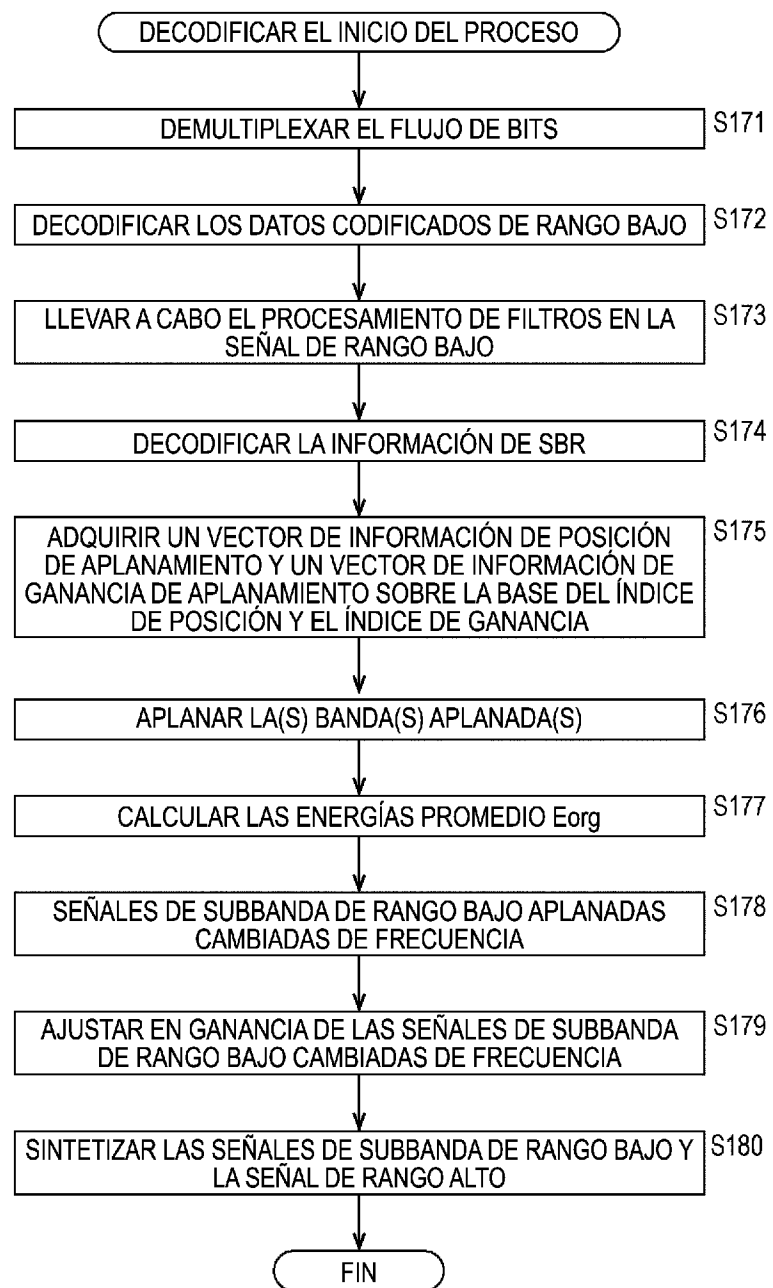 DECODIFICAR EL INICIO DEL PROCESO
DEMULTIPLEXAR EL FLUJO DE BITS
S171
DECODIFICAR LOS DATOS CODIFICADOS DE RANGO BAJO
S172
LLEVAR A CABO EL PROCESAMIENTO DE FILTROS EN LA
SEÑAL DE RANGO BAJO
S173
DECODIFICAR LA INFORMACIÓN DE SBR
S174
ADQUIRIR UN VECTOR DE INFORMACIÓN DE POSICIÓN
DE APLANAMIENTO Y UN VECTOR DE INFORMACIÓN DE
GANANCIA DE APLANAMIENTO SOBRE LA BASE DEL ÍNDICE
DE POSICIÓN Y EL ÍNDICE DE GANANCIA
S175
APLANAR LA(S) BANDA(S) APLANADA(S)
S176
CALCULAR LAS ENERGÍAS PROMEDIO Eorg
S177
SEÑALES DE SUBBANDA DE RANGO BAJO APLANADAS
CAMBIADAS DE FRECUENCIA
S178
AJUSTAR EN GANANCIA DE LAS SEÑALES DE SUBBANDA
DE RANGO BAJO CAMBIADAS DE FRECUENCIA
S179
SINTETIZAR LAS SEÑALES DE SUBBANDA DE RANGO BAJO Y
LA SEÑAL DE RANGO ALTO
S180
FIN